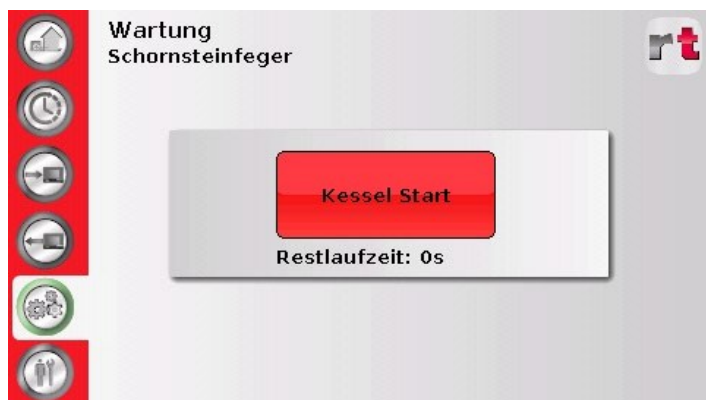 Wartung
Schornsteinfeger
rt
Kessel Start
Restlaufzeit: 0s